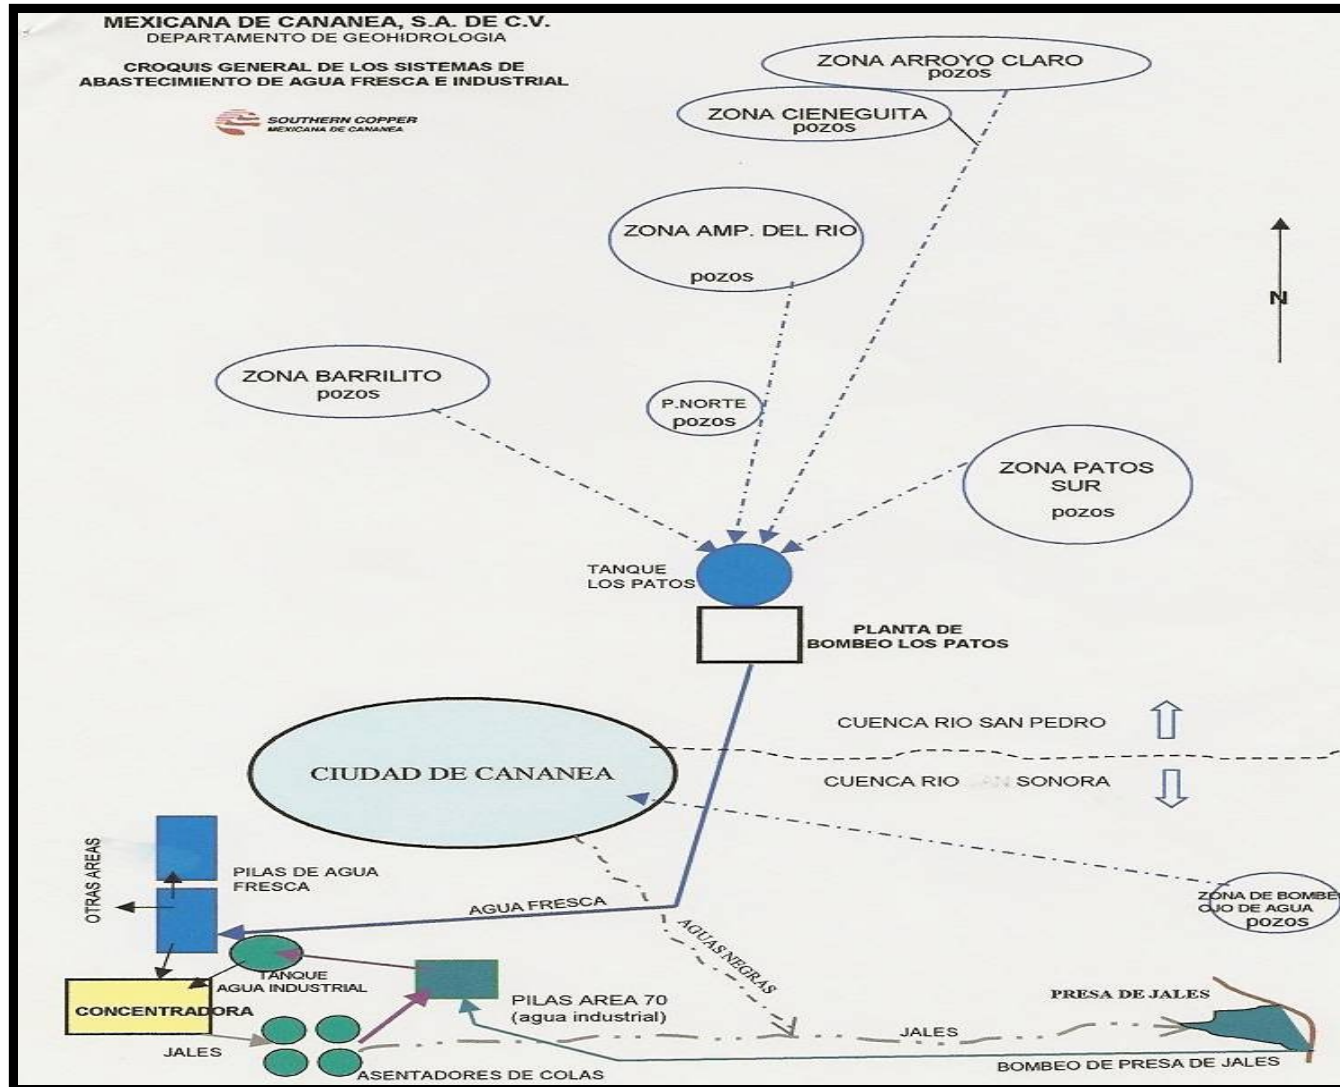 MEXICANA DE CANANEA, S.A. DE C.V.
DEPARTAMENTO DE GEOHIDROLOGIA
CROQUIS GENERAL DE LOS SISTEMAS DE
ABASTECIMIENTO DE AGUA FRESCA E INDUSTRIAL
SOUTHERN COPPER
MEXICANA DE CANANEA
ZONA ARROYO CLARO
pozos
ZONA CIENEGUITA
pozos
ZONA AMP. DEL RIO
pozos
N
ZONA BARRILITO
pozos
P.NORTE
pozos
ZONA PATOS
SUR
pozos
TANQUE
LOS PATOS
PLANTA DE
BOMBEO LOS PATOS
CUENCA RIO SAN PEDRO
CIUDAD DE CANANEA
CUENCA RIO SONORA
OTRAS AREAS
PILAS DE AGUA
FRESCA
AGUA FRESCA
AGUAS NEGRAS
ZONA DE BOMBE
OJO DE AGUA
pozos
TANQUE
AGUA INDUSTRIAL
CONCENTRADORA
PILAS AREA 70
(agua industrial)
PRESA DE JALES
JALES
JALES
BOMBEO DE PRESA DE JALES
ASENTADORES DE COLAS